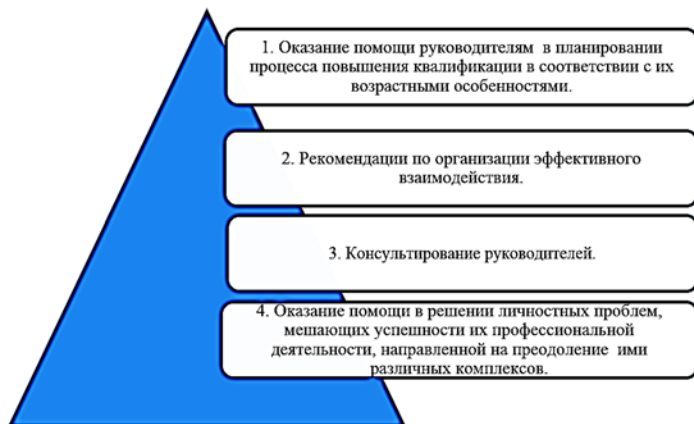 1. Оказание помощи руководителям в планировании
процесса повышения квалификации в соответствии с их
возрастными особенностями.
2. Рекомендации по организации эффективного
взаимодействия.
3. Консультирование руководителей.
4. Оказание помощи в решении личностных проблем,
мешающих успешности их профессиональной
деятельности, направленной на преодоление ими
различных комплексов.